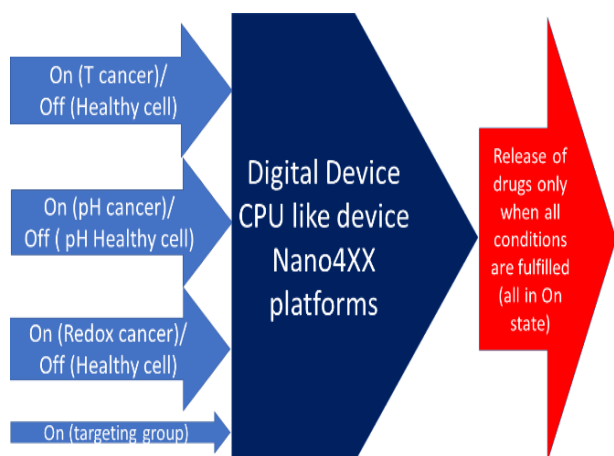 On (T cancer)/
Off (Healthy cell)
On (pH cancer)/
Off ( pH Healthy cell)
On (Redox cancer)/
Off (Healthy cell)
On (targeting group)
Digital Device
CPU like device
Nano4XX
platforms
Release of
drugs only
when all
conditions
are fulfilled
(all in On
state)